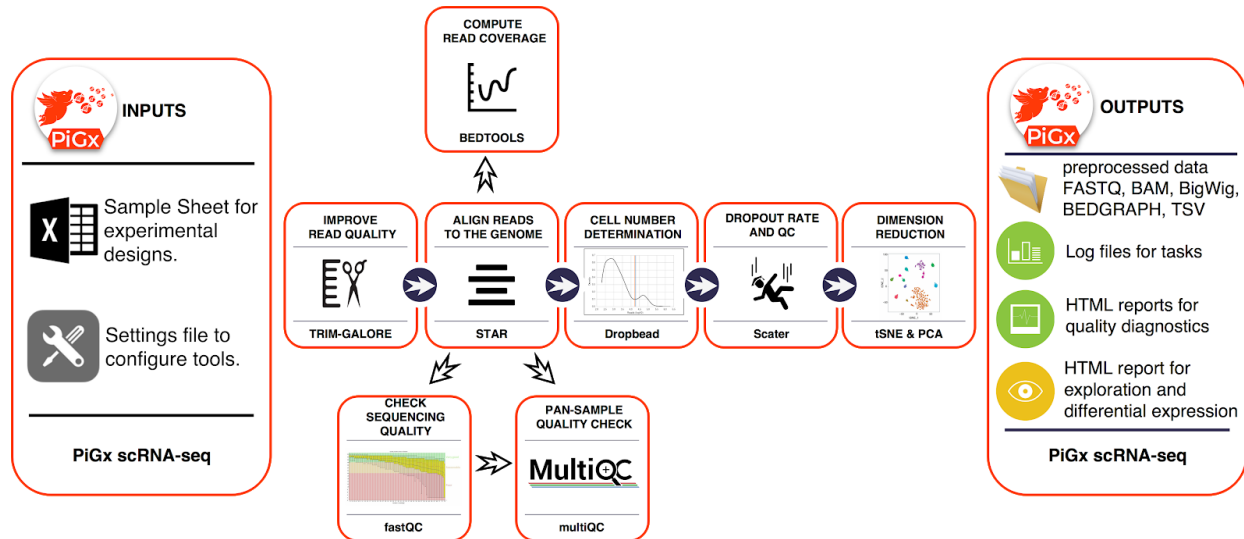 PiGx
INPUTS
Sample Sheet for
experimental
designs.
Settings file to
configure tools.
PiGx scRNA-seq
COMPUTE
READ COVERAGE
BEDTOOLS
IMPROVE
READ QUALITY
TRIM-GALORE
ALIGN READS
TO THE GENOME
STAR
CELL NUMBER
DETERMINATION
Dropbead
DROPOUT RATE
AND QC
Scater
DIMENSION
REDUCTION
tSNE & PCA
CHECK
SEQUENCING
QUALITY
fastQC
PAN-SAMPLE
QUALITY CHECK
MultiQC
multiQC
PiGx
OUTPUTS
preprocessed data
FASTQ, BAM, BigWig,
BEDGRAPH, TSV
Log files for tasks
HTML reports for
quality diagnostics
HTML report for
exploration and
differential expression
PiGx scRNA-seq